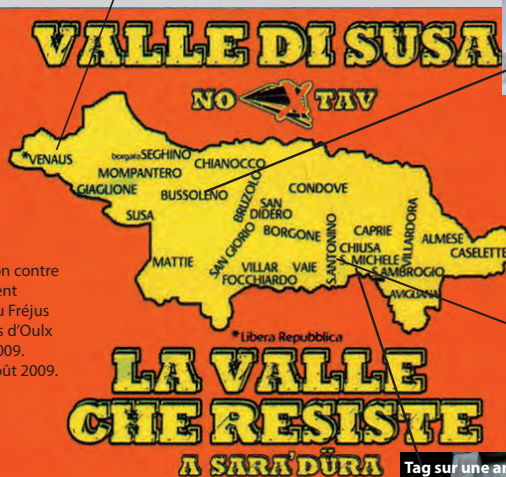 VALLE DI SUSA
NO TAV
*VENAUS
borgata SEGHINO
CHIANOCCO
MOMPANTERO
GIAGLIONE
BUSSOLENO
BRUZOLO
SUSA
SAN DIDERO
CONDOVE
BORGONE
SAN GIORIO
MATTIE
VILLAR FOCCHIARDO
VAIE
S.ANTONINO
CAPRIE
CHIUSA
S. MICHELE
VILLARDORA
ALMESE
CASELETTE
S.AMBROGIO
AVIGLIANA
on contre
ent
u Fréjus
s d'Oulx
009.
oût 2009.
*Libera Repubblica
LA VALLE
CHE RESISTE
A SARA'DÜRA
Tag sur une ar